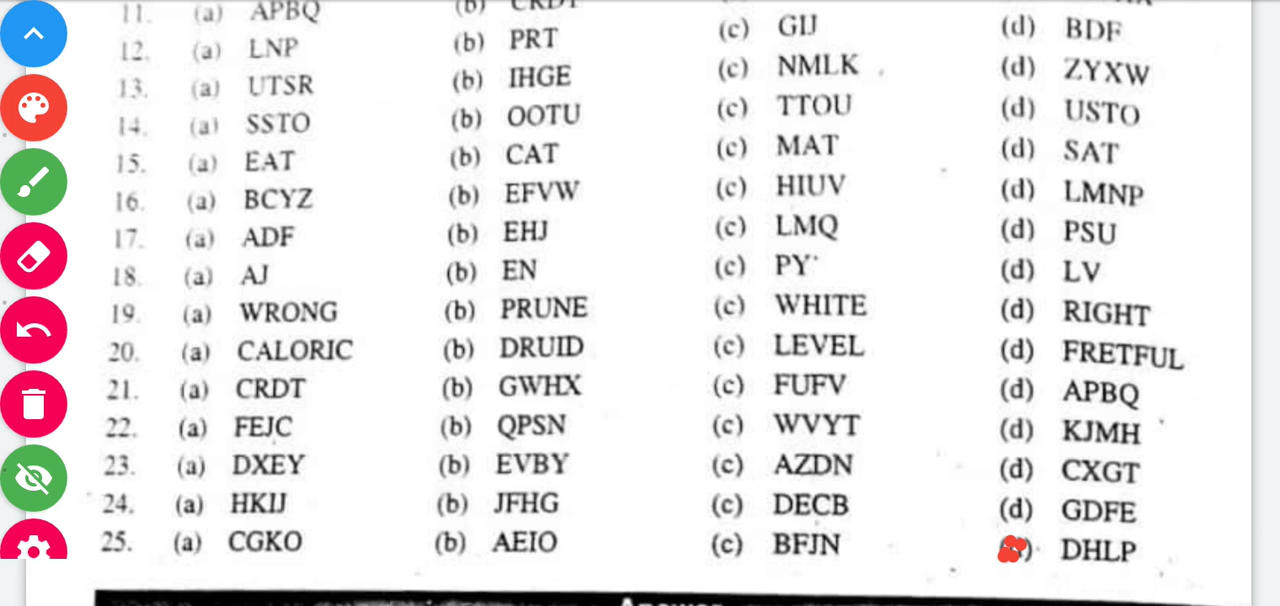 11. (a) APBQ (b) CRDT
12. (a) LNP (b) PRT (c) GIJ (d) BDF
13. (a) UTSR (b) IHGE (c) NMLK (d) ZYXW
14. (a) SSTO (b) OOTU (c) TTOU (d) USTO
15. (a) EAT (b) CAT (c) MAT (d) SAT
16. (a) BCYZ (b) EFVW (c) HIUV (d) LMNP
17. (a) ADF (b) EHJ (c) LMQ (d) PSU
18. (a) AJ (b) EN (c) PY (d) LV
19. (a) WRONG (b) PRUNE (c) WHITE (d) RIGHT
20. (a) CALORIC (b) DRUID (c) LEVEL (d) FRETFUL
21. (a) CRDT (b) GWHX (c) FUFV (d) APBQ
22. (a) FEJC (b) QPSN (c) WVYT (d) KJMH
23. (a) DXEY (b) EVBY (c) AZDN (d) CXGT
24. (a) HKIJ (b) JFHG (c) DECB (d) GDFE
25. (a) CGKO (b) AEIO (c) BFJN ) DHLP